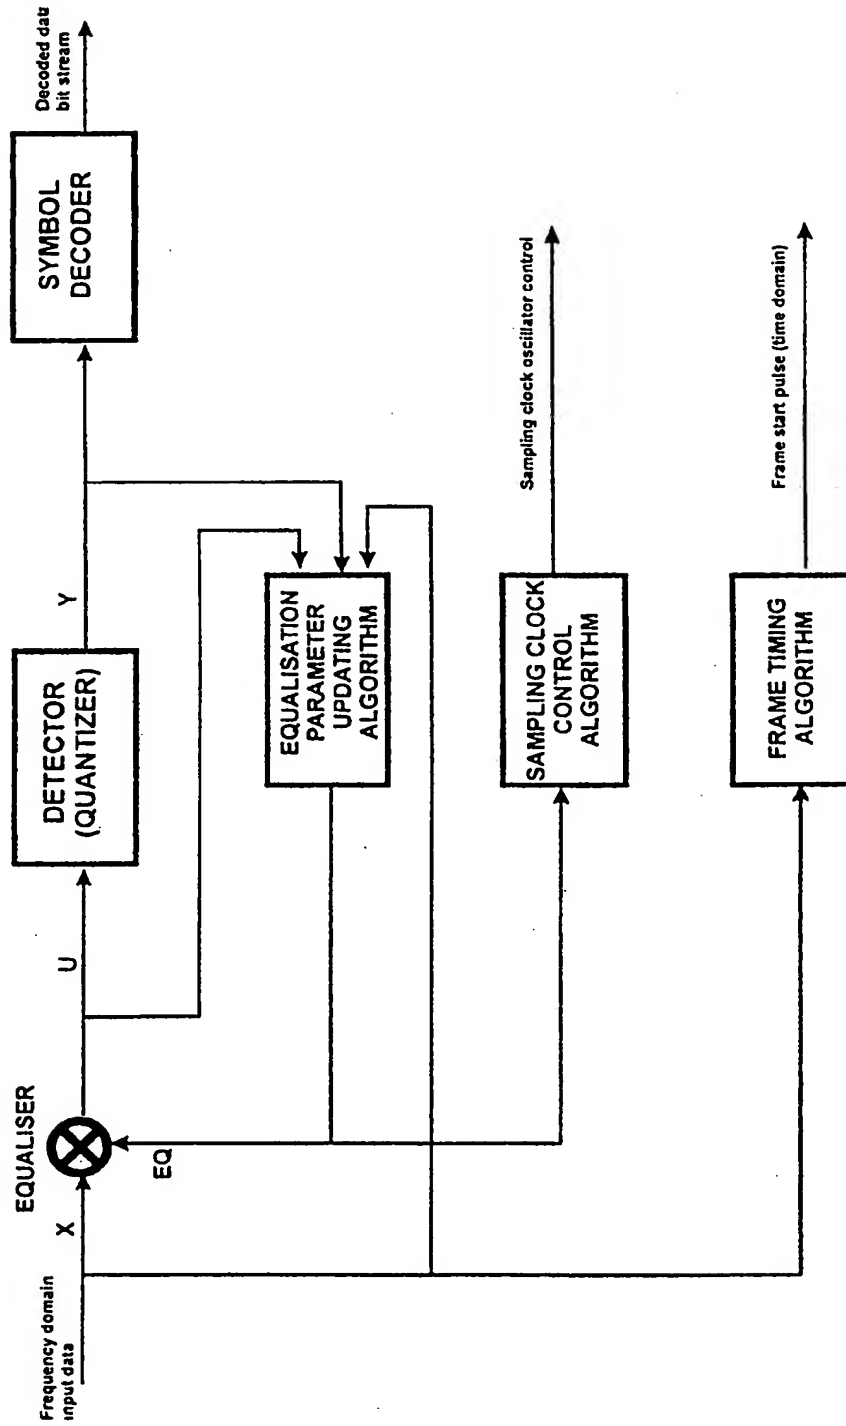 Frequency domain
input data
X
EQUALISER
EQ
U
DETECTOR
(QUANTIZER)
Y
SYMBOL
DECODER
Decoded data
bit stream
EQUALISATION
PARAMETER
UPDATING
ALGORITHM
SAMPLING CLOCK
CONTROL
ALGORITHM
Sampling clock oscillator control
FRAME TIMING
ALGORITHM
Frame start pulse (time domain)